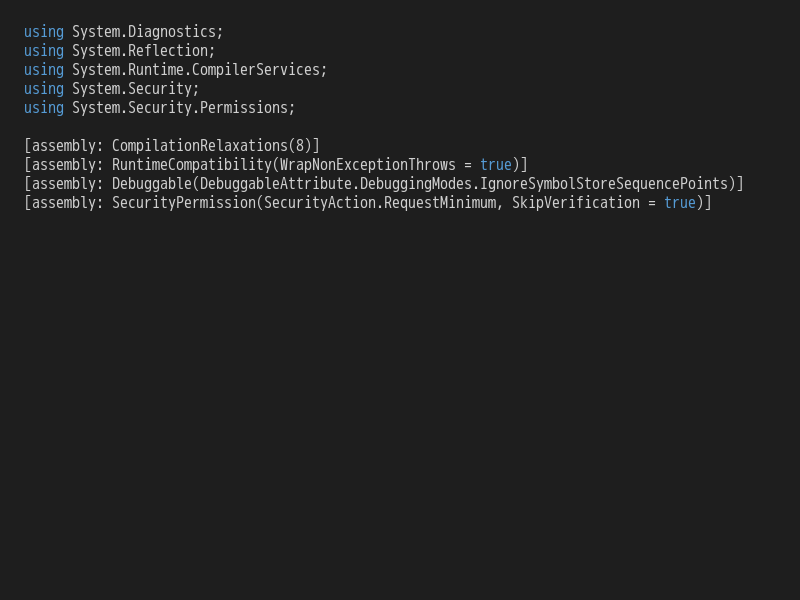 using System.Diagnostics;
using System.Reflection;
using System.Runtime.CompilerServices;
using System.Security;
using System.Security.Permissions;

[assembly: CompilationRelaxations(8)]
[assembly: RuntimeCompatibility(WrapNonExceptionThrows = true)]
[assembly: Debuggable(DebuggableAttribute.DebuggingModes.IgnoreSymbolStoreSequencePoints)]
[assembly: SecurityPermission(SecurityAction.RequestMinimum, SkipVerification = true)]